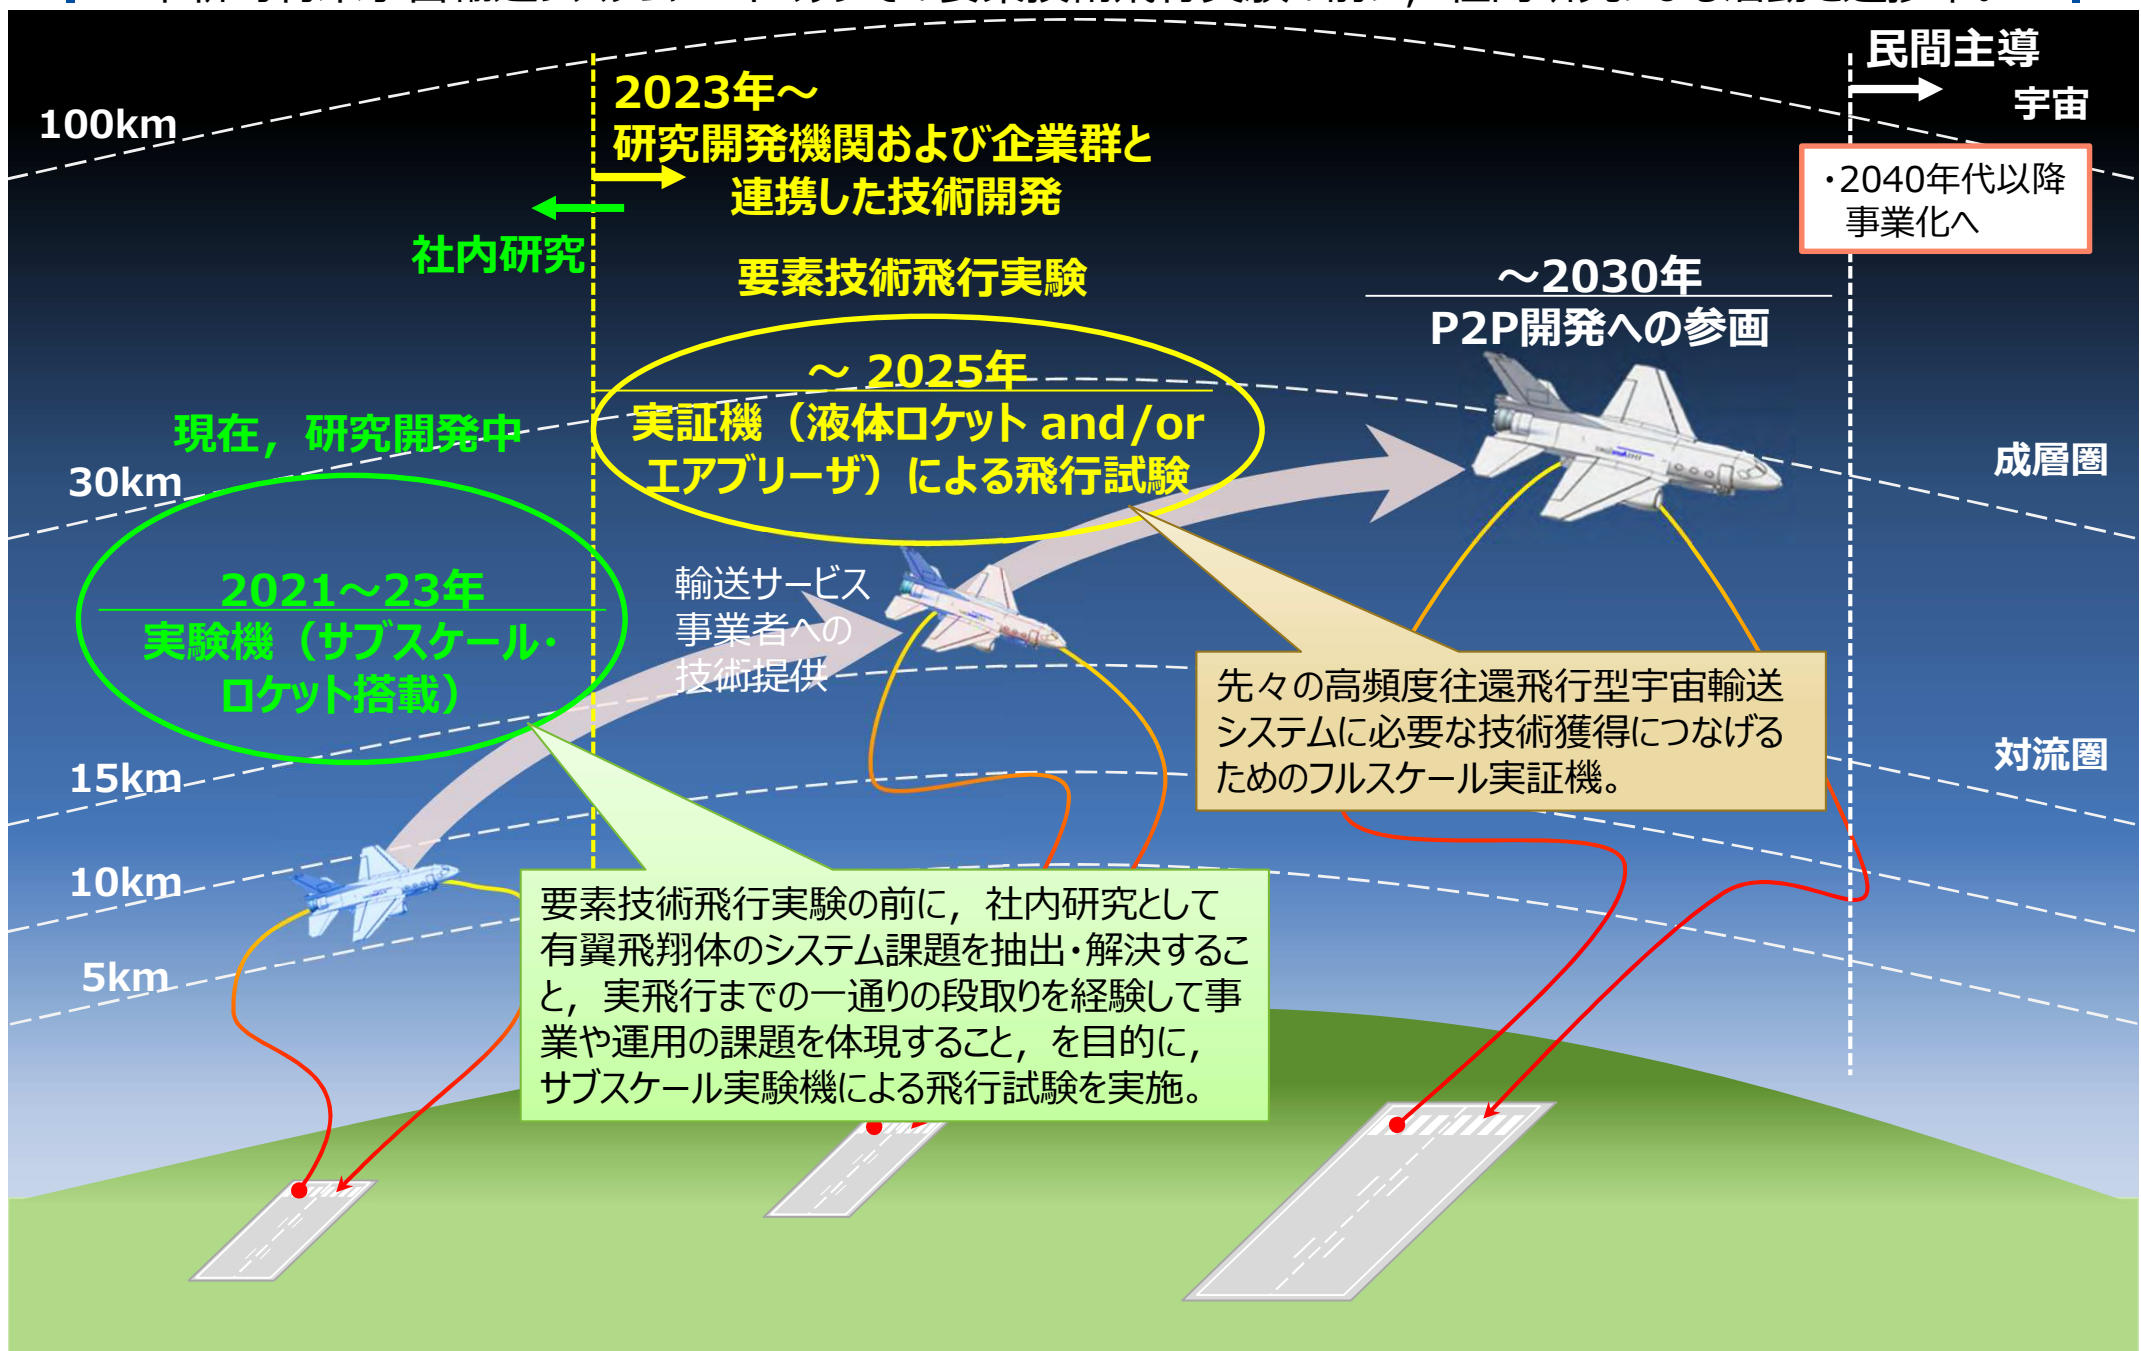 民間主導
宇宙
100km
2023年～
研究開発機関および企業群と
連携した技術開発
・2040年代以降
事業化へ
社内研究
要素技術飛行実験
～2030年
P2P開発への参画
～ 2025年
実証機（液体ロケット and/or
エアブリーザ）による飛行試験
現在，研究開発中
30km
成層圏
2021～23年
実験機（サブスケール・
ロケット搭載）
輸送サービス
事業者への
技術提供
先々の高頻度往還飛行型宇宙輸送
システムに必要な技術獲得につなげる
ためのフルスケール実証機。
15km
対流圏
10km
要素技術飛行実験の前に，社内研究として
有翼飛翔体のシステム課題を抽出・解決するこ
と，実飛行までの一通りの段取りを経験して事
業や運用の課題を体現すること，を目的に，
サブスケール実験機による飛行試験を実施。
5km